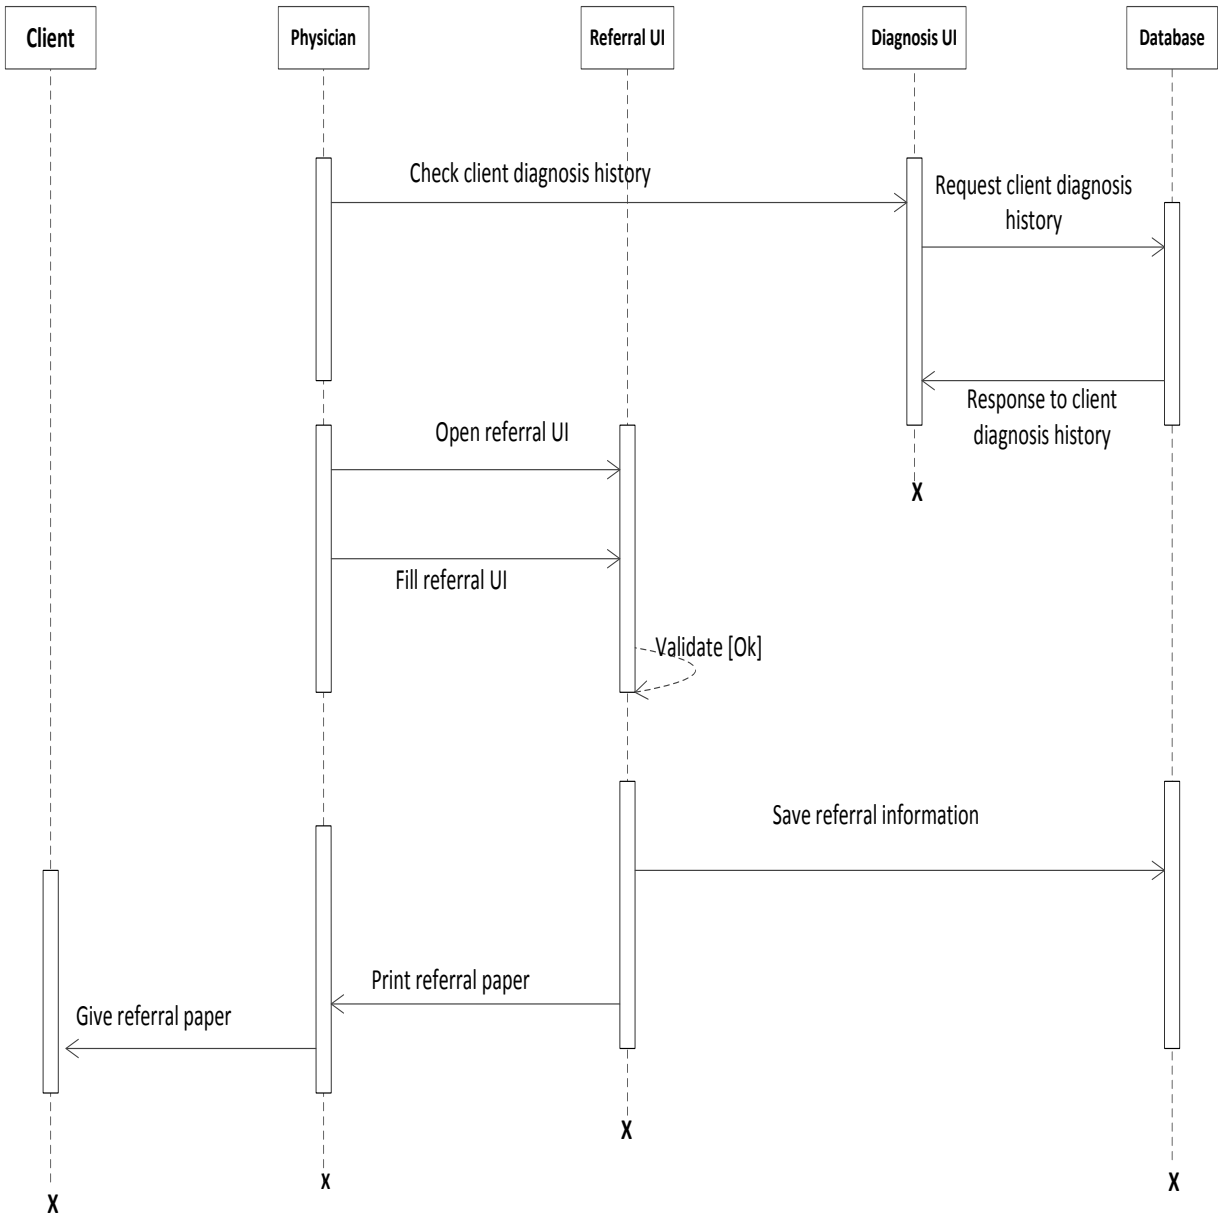 Client
Physician
Referral UI
Diagnosis UI
Database
Check client diagnosis history
Request client diagnosis
history
Response to client
diagnosis history
Open referral UI
X
Fill referral UI
Validate [Ok]
Save referral information
Print referral paper
Give referral paper
X
X
X
X